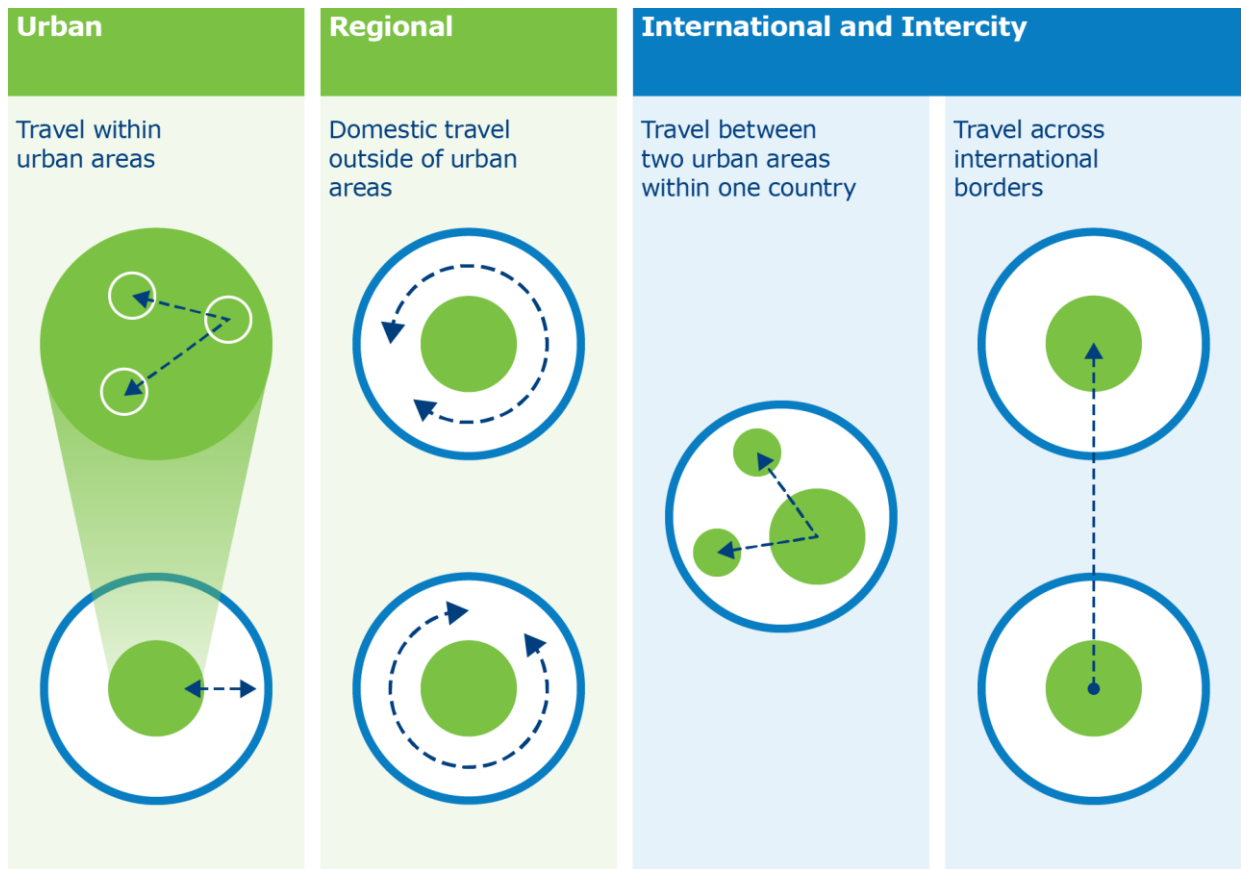 Urban
Travel within
urban areas
Regional
Domestic travel
outside of urban
areas
International and Intercity
Travel between
two urban areas
within one country
Travel across
international
borders